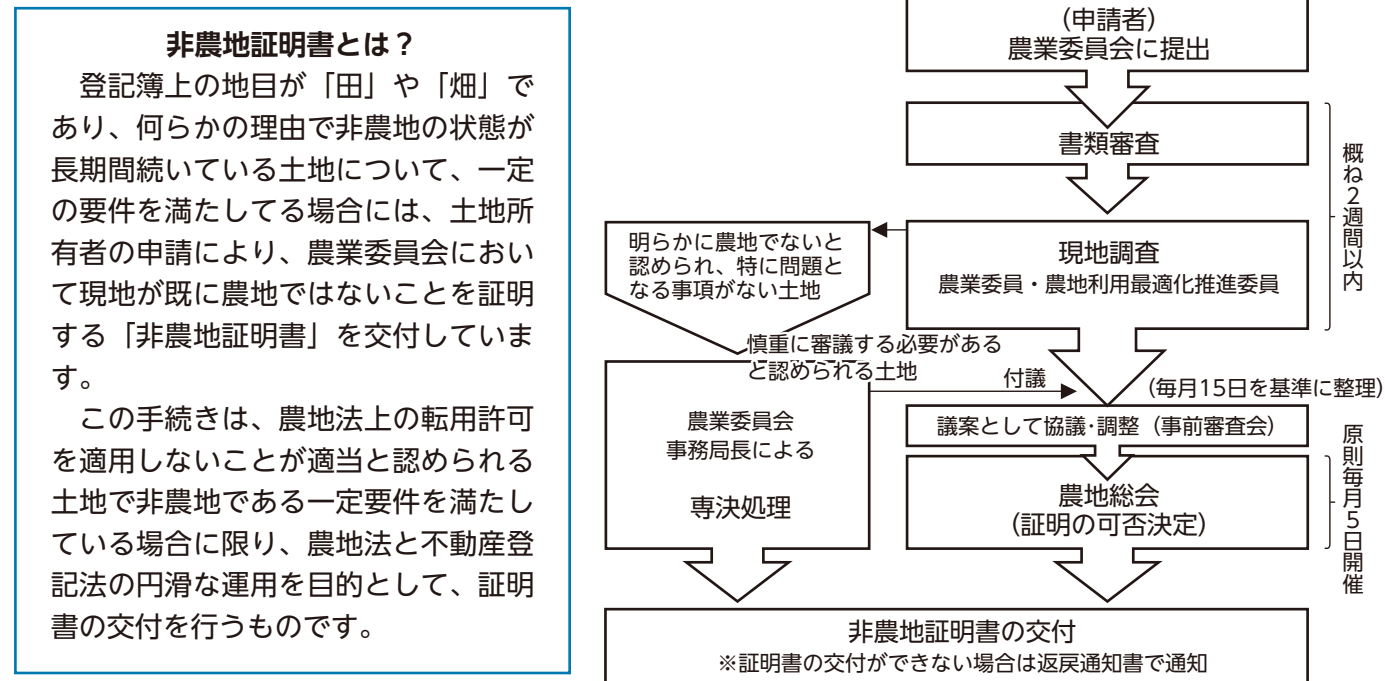 非農地証明書とは？
登記簿上の地目が「田」や「畑」で
あり、何らかの理由で非農地の状態が
長期間続いている土地について、一定
の要件を満たしてる場合には、土地所
有者の申請により、農業委員会におい
て現地が既に農地ではないことを証明
する「非農地証明書」を交付していま
す。
この手続きは、農地法上の転用許可
を適用しないことが適当と認められる
土地で非農地である一定要件を満たし
ている場合に限り、農地法と不動産登
記法の円滑な運用を目的として、証明
書の交付を行うものです。
(申請者)
農業委員会に提出
書類審査
概ね2週間以内
現地調査
農業委員・農地利用最適化推進委員
明らかに農地でないと
認められ、特に問題と
なる事項がない土地
慎重に審議する必要がある
と認められる土地
付議
(毎月15日を基準に整理)
農業委員会
事務局長による
専決処理
議案として協議･調整（事前審査会）
農地総会
(証明の可否決定)
原則毎月5日開催
非農地証明書の交付
※証明書の交付ができない場合は返戻通知書で通知